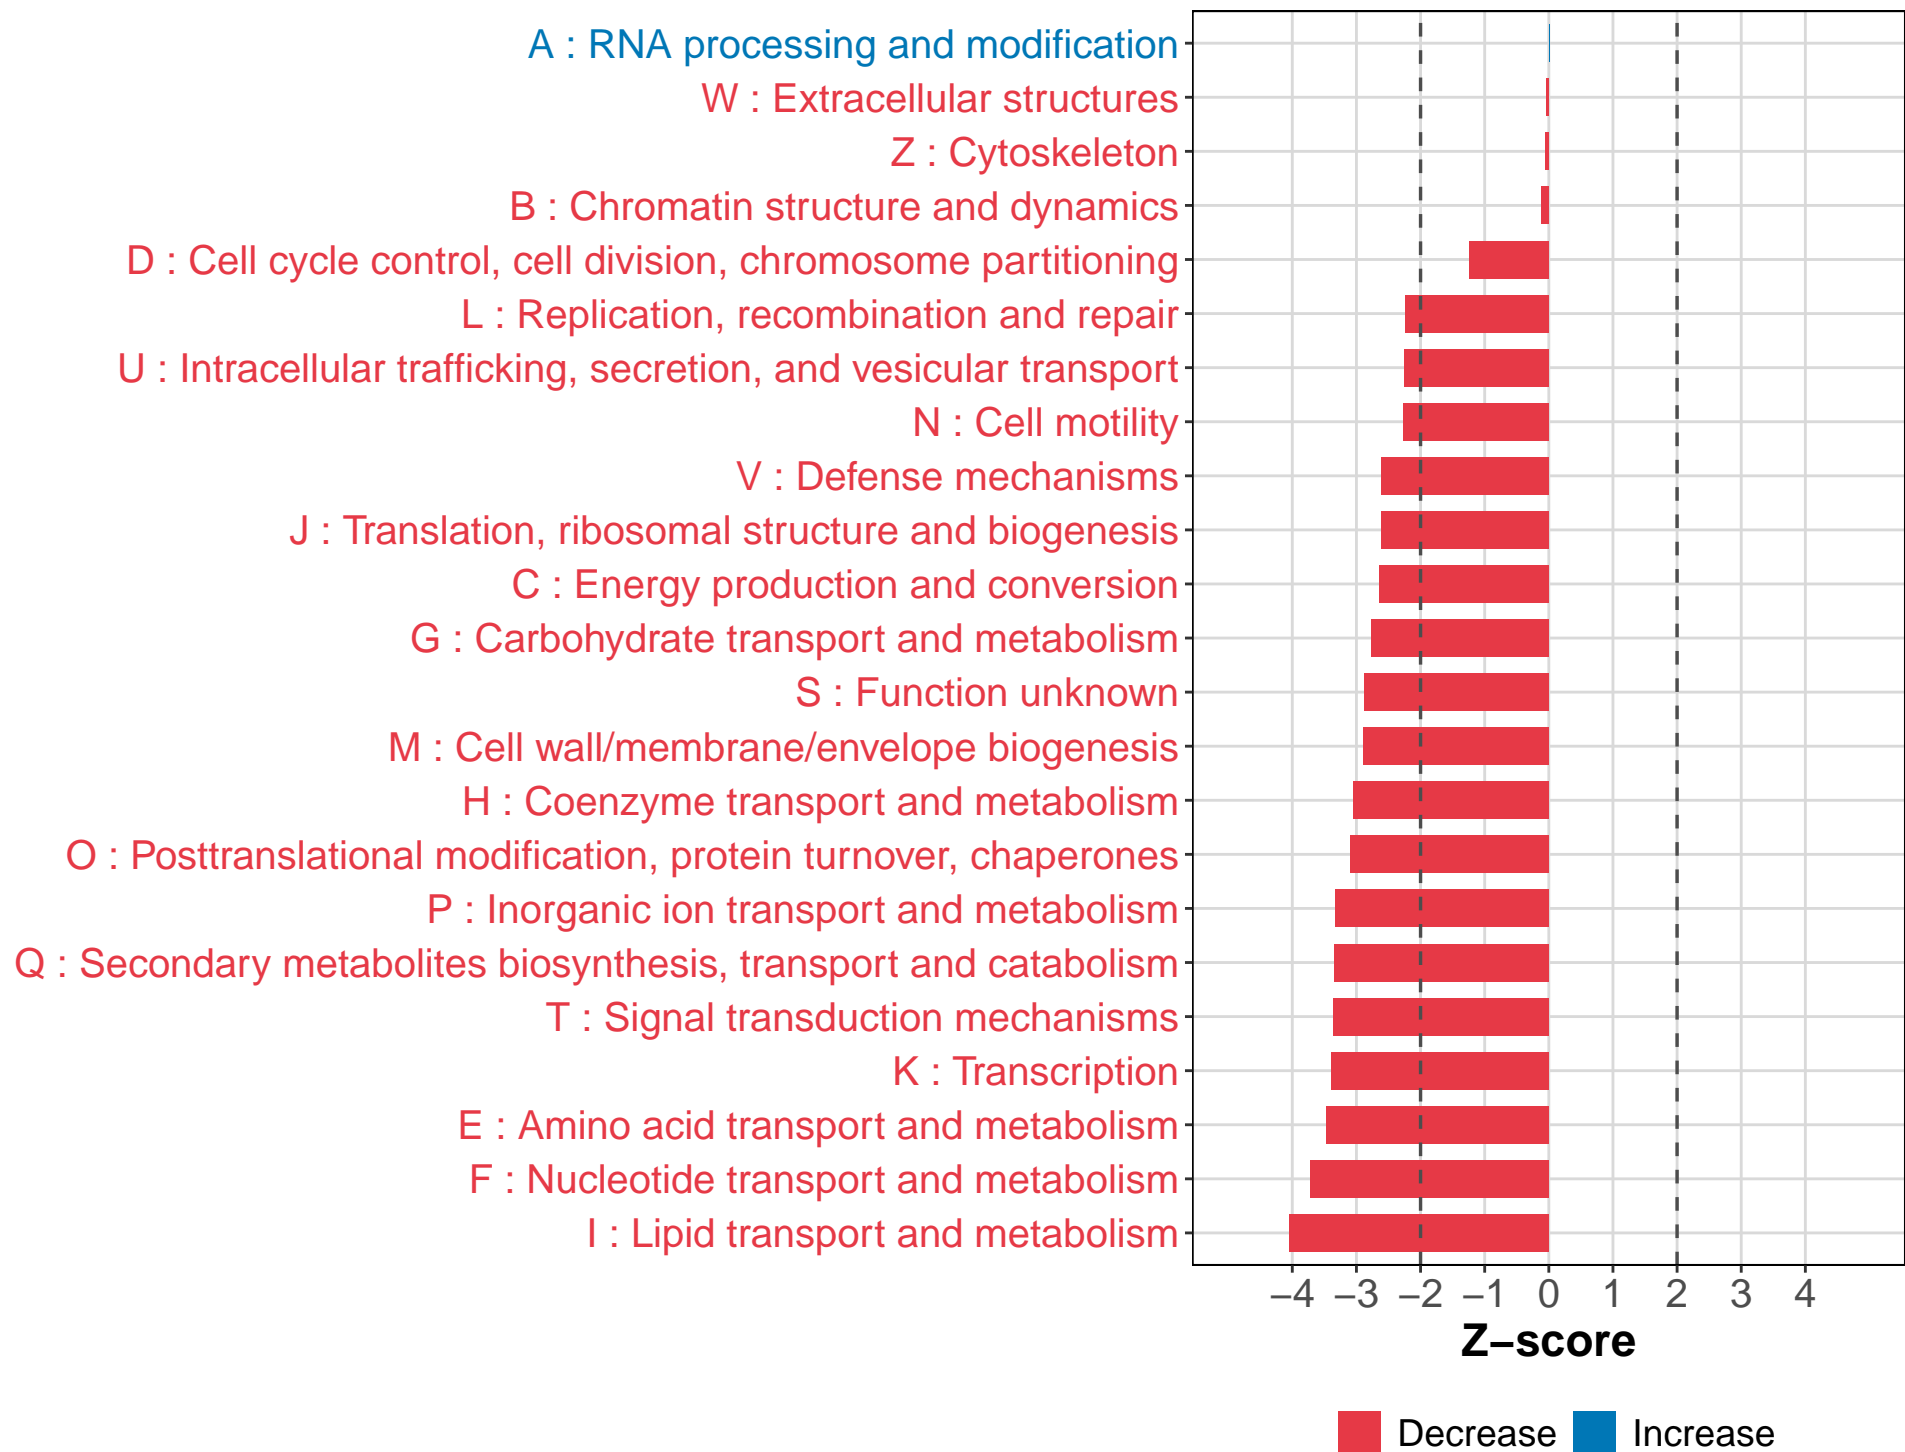 A : RNA processing and modification
W : Extracellular structures
Z : Cytoskeleton
B : Chromatin structure and dynamics
D : Cell cycle control, cell division, chromosome partitioning
L : Replication, recombination and repair
U : Intracellular trafficking, secretion, and vesicular transport
N : Cell motility
V : Defense mechanisms
J : Translation, ribosomal structure and biogenesis
C : Energy production and conversion
G : Carbohydrate transport and metabolism
S : Function unknown
M : Cell wall/membrane/envelope biogenesis
H : Coenzyme transport and metabolism
O : Posttranslational modification, protein turnover, chaperones
P : Inorganic ion transport and metabolism
Q : Secondary metabolites biosynthesis, transport and catabolism
T : Signal transduction mechanisms
K : Transcription
E : Amino acid transport and metabolism
F : Nucleotide transport and metabolism
I : Lipid transport and metabolism
−4 −3 −2 −1 0 1 2 3 4
Z−score
Decrease Increase